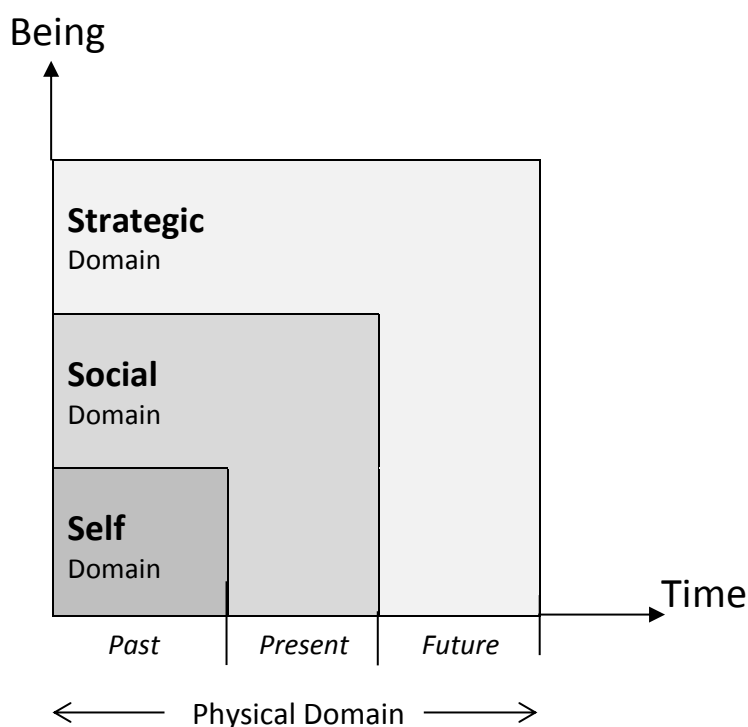 Being
Strategic
Domain
Social
Domain
Self
Domain
Time
Past Present Future
Physical Domain